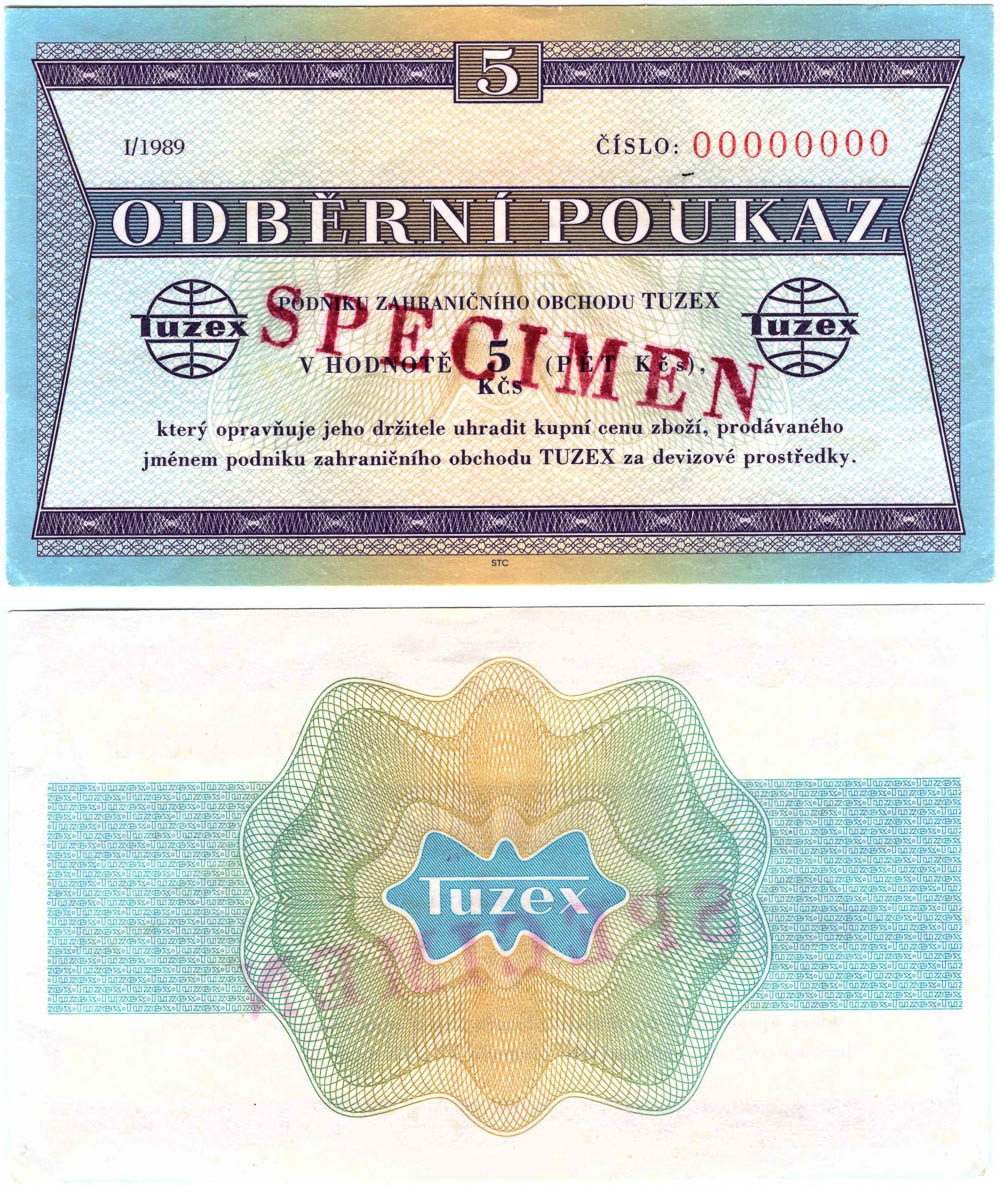 5
I/1989
ČÍSLO: 00000000
ODBĚRNÍ POUKAZ
Tuzex
PODNIKU ZAHRANIČNÍHO OBCHODU TUZEX
Tuzex
SPECIMEN
V HODNOTĚ 5 (PĚT Kčs),
KČS
který opravňuje jeho držitele uhradit kupní cenu zboží, prodávaného
jménem podniku zahraničního obchodu TUZEX za devizové prostředky.
STC
Tuzex